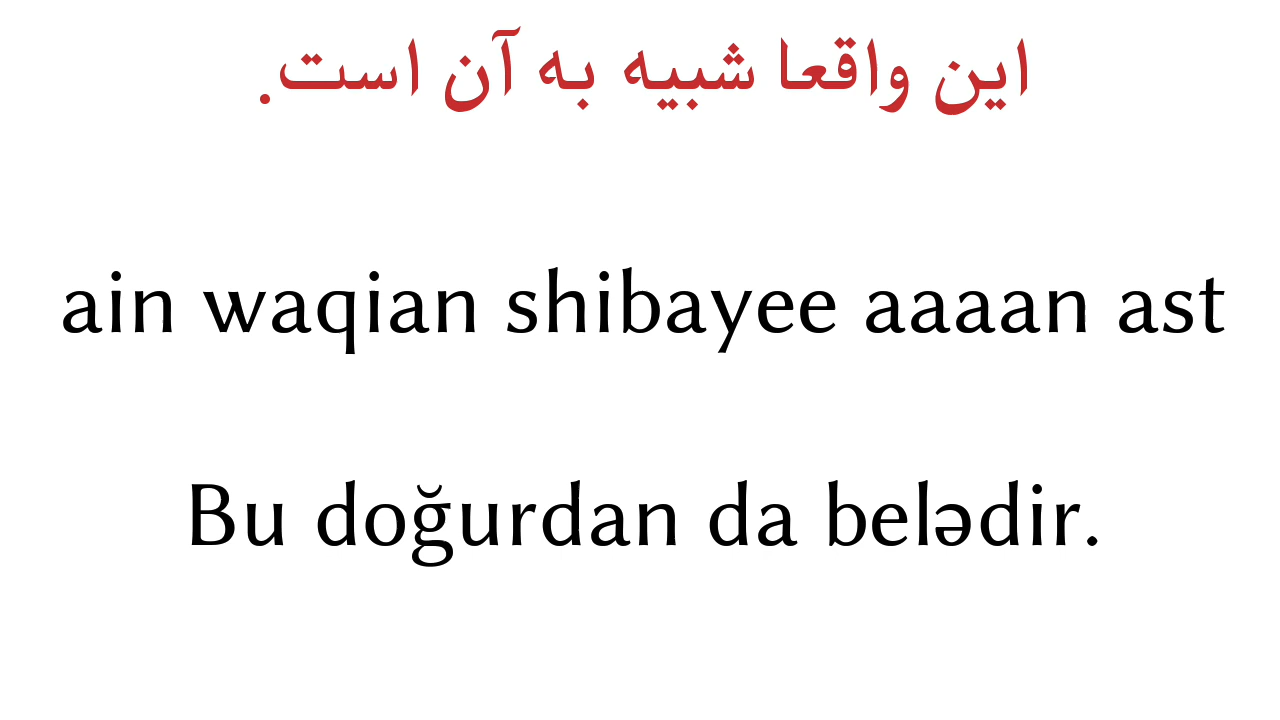 این واقعا شبیه به آن است.
ain waqian shibayee aaaan ast
Bu doğurdan da belədir.